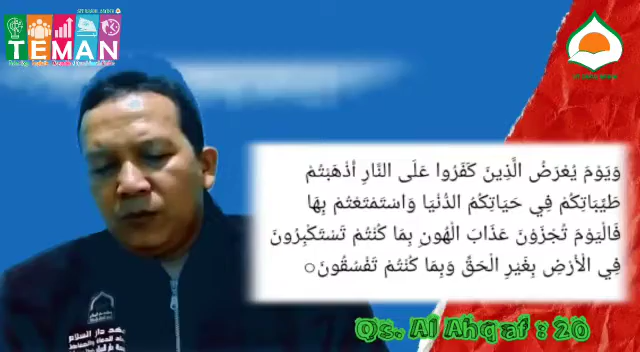 TEMAN
وَيَوْمَ يُعْرَضُ الَّذِينَ كَفَرُوا عَلَى النَّارِ أَذْهَبْتُمْ
طَيِّبَاتِكُمْ فِي حَيَاتِكُمُ الدُّنْيَا وَاسْتَمْتَعْتُمْ بِهَا
فَالْيَوْمَ تُجْزَوْنَ عَذَابَ الْهُونِ بِمَا كُنْتُمْ تَسْتَكْبِرُونَ
فِي الْأَرْضِ بِغَيْرِ الْحَقِّ وَبِمَا كُنْتُمْ تَفْسُقُونَ○
Qs. Al Ahqaf : 20